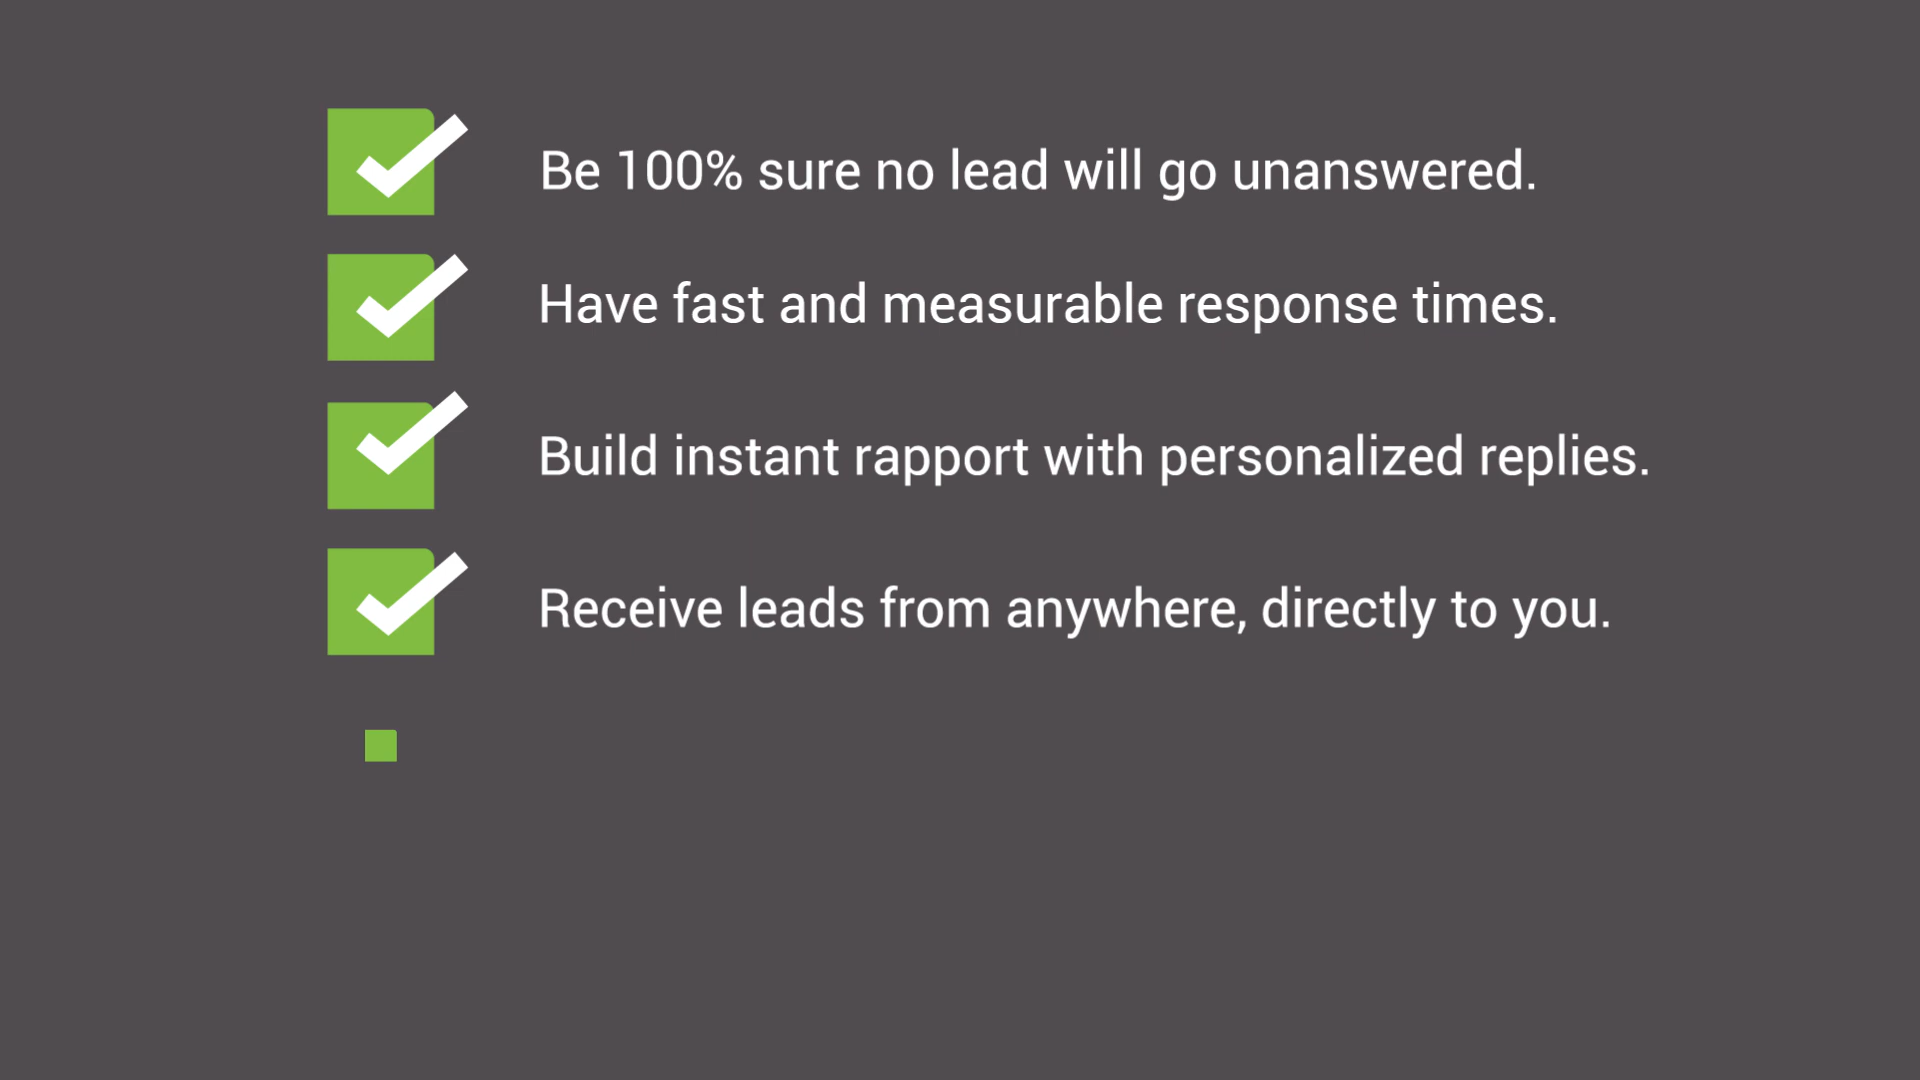 Be 100% sure no lead will go unanswered.
Have fast and measurable response times.
Build instant rapport with personalized replies.
Receive leads from anywhere, directly to you.